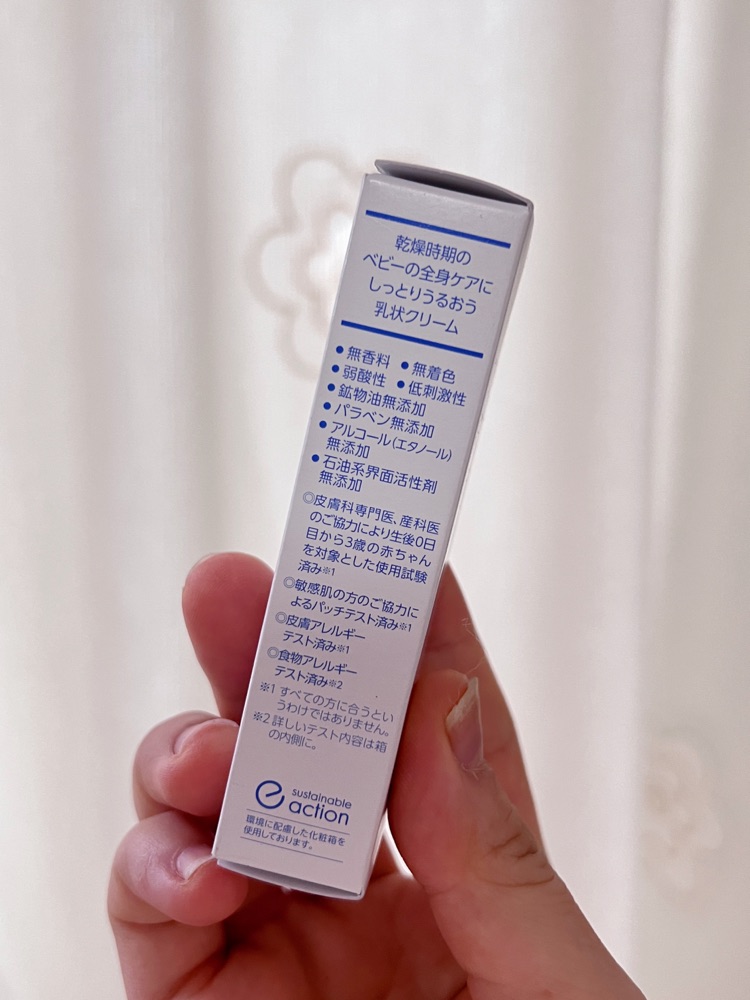 乾燥時期の
ベビーの全身ケアに
しっとりうるおう
乳状クリーム
●無香料 ●無着色
●弱酸性 ●低刺激性
●鉱物油無添加
●パラベン無添加
●アルコール(エタノール)
無添加
●石油系界面活性剤
無添加
◎皮膚科専門医、産科医
のご協力により生後0日
目から3歳の赤ちゃん
を対象とした使用試験
済み※1
◎敏感肌の方のご協力に
よるパッチテスト済み※1
◎皮膚アレルギー
テスト済み※1
◎食物アレルギー
テスト済み※2
※1 すべての方に合うとい
うわけではありません。
※2 詳しいテスト内容は箱
の内側に。
sustainable
action
環境に配慮した化粧箱を
使用しております。